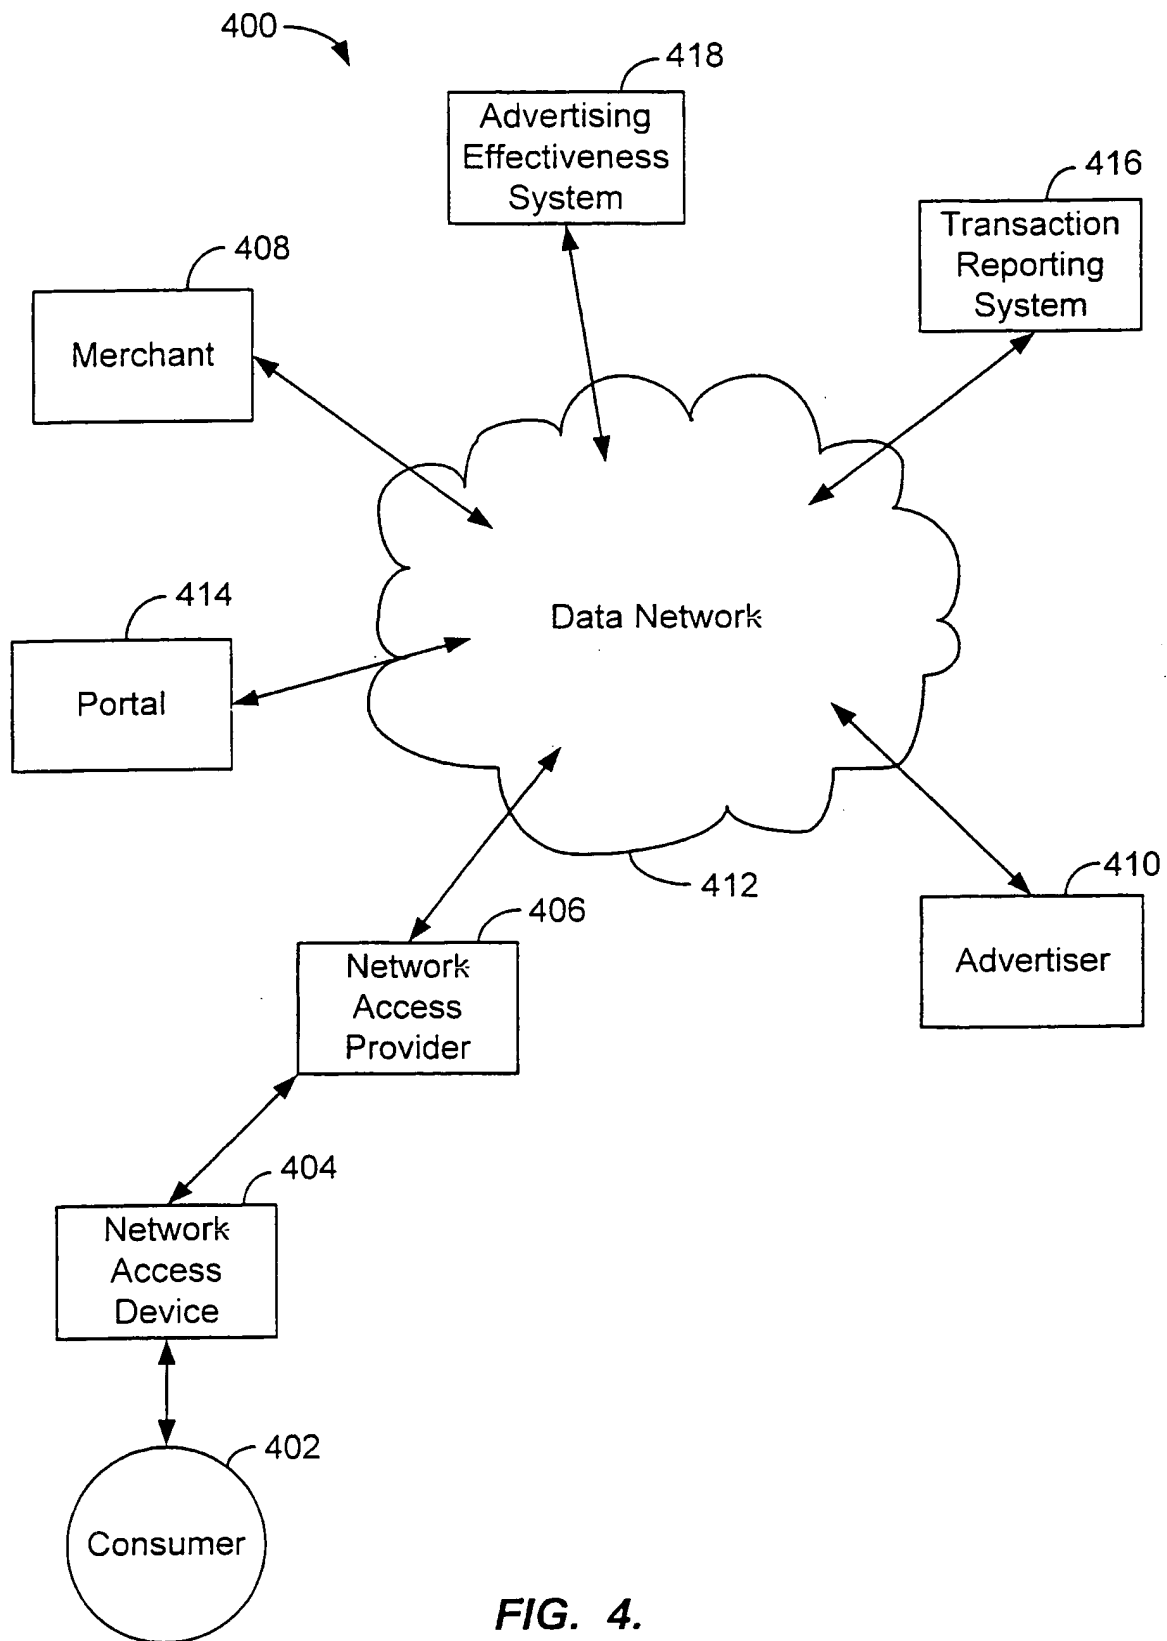 400
418
Advertising
Effectiveness
System
416
Transaction
Reporting
System
408
Merchant
414
Portal
Data Network
412
410
Advertiser
406
Network
Access
Provider
404
Network
Access
Device
402
Consumer
FIG. 4.